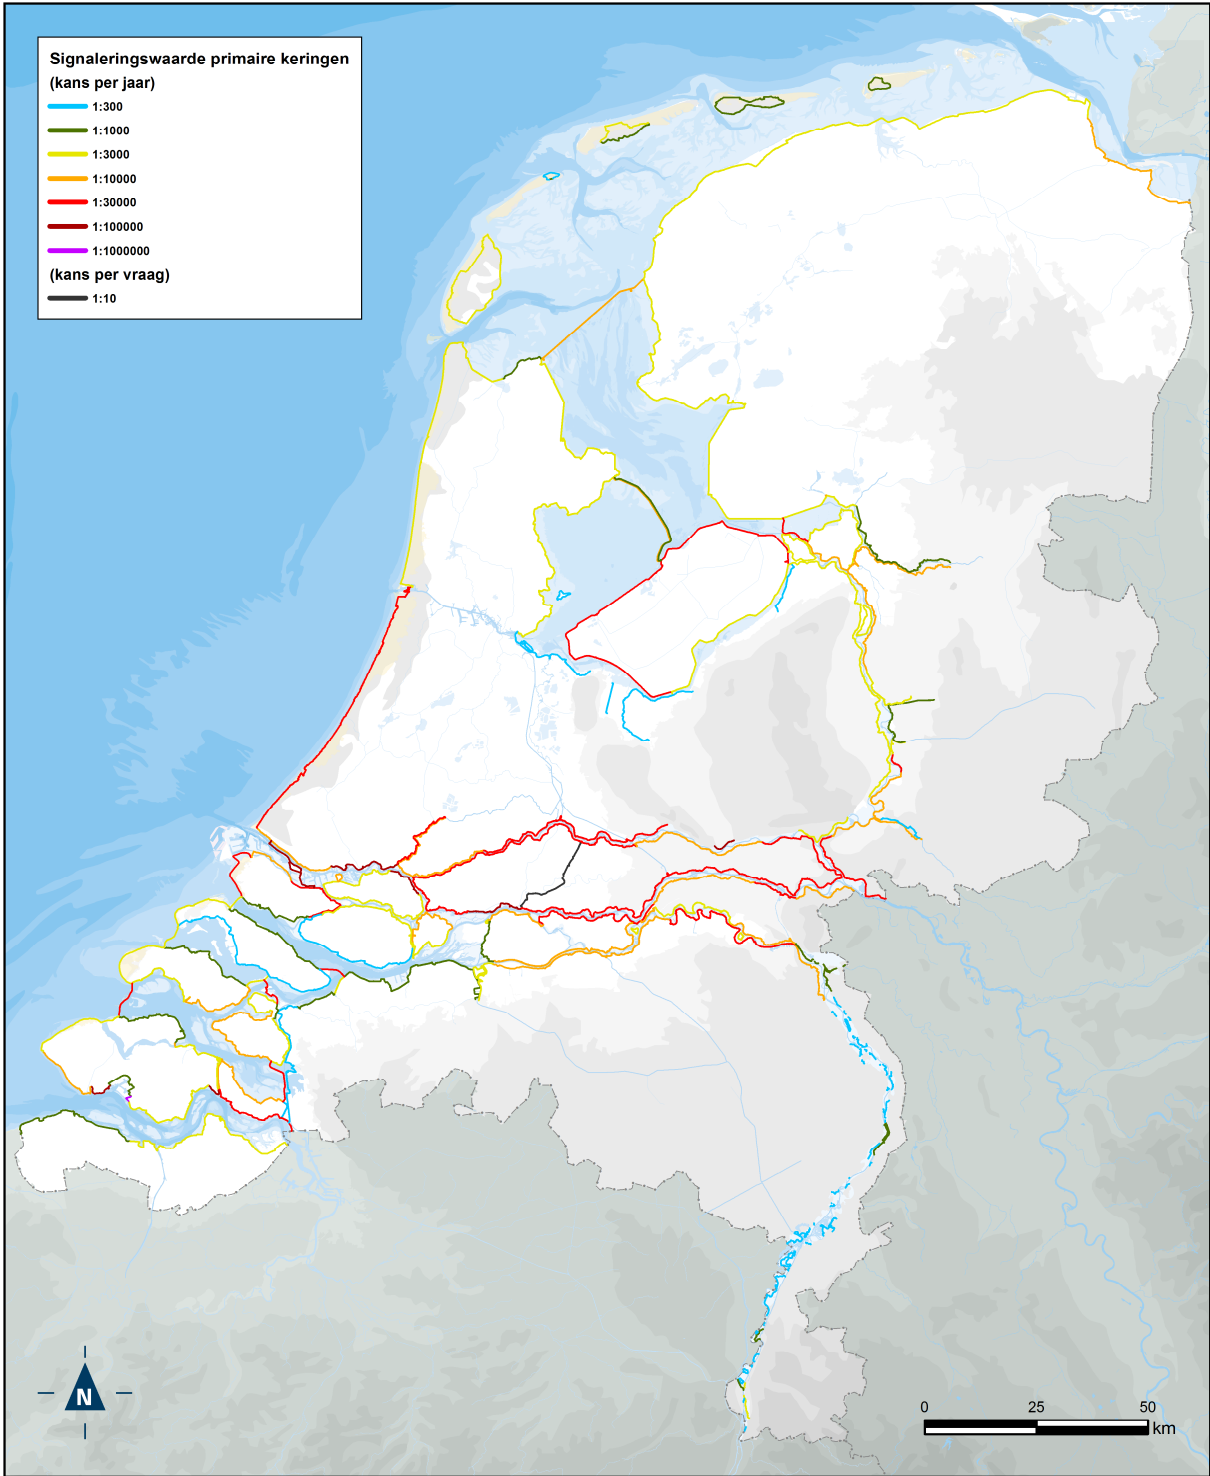 Signaleringswaarde primaire keringen
(kans per jaar)
1:300
1:1000
1:3000
1:10000
1:30000
1:100000
1:1000000
(kans per vraag)
1:10
N
0 25 50
km